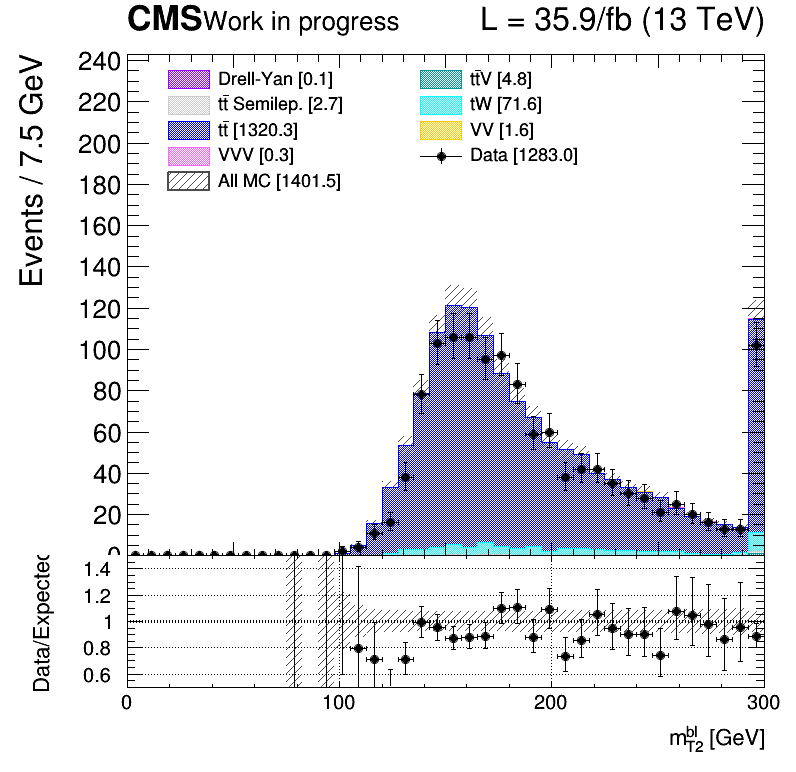 CMS Work in progress L = 35.9/fb (13 TeV)
Events / 7.5 GeV
240
220
200
180
160
140
120
100
80
60
40
20
0
Drell-Yan [0.1]
tt̄ Semilep. [2.7]
tt̄ [1320.3]
VVV [0.3]
All MC [1401.5]
tt̄V [4.8]
tW [71.6]
VV [1.6]
Data [1283.0]
Data/Expected
1.4
1.2
1
0.8
0.6
0 100 200 300
m_{T2}^{bl} [GeV]